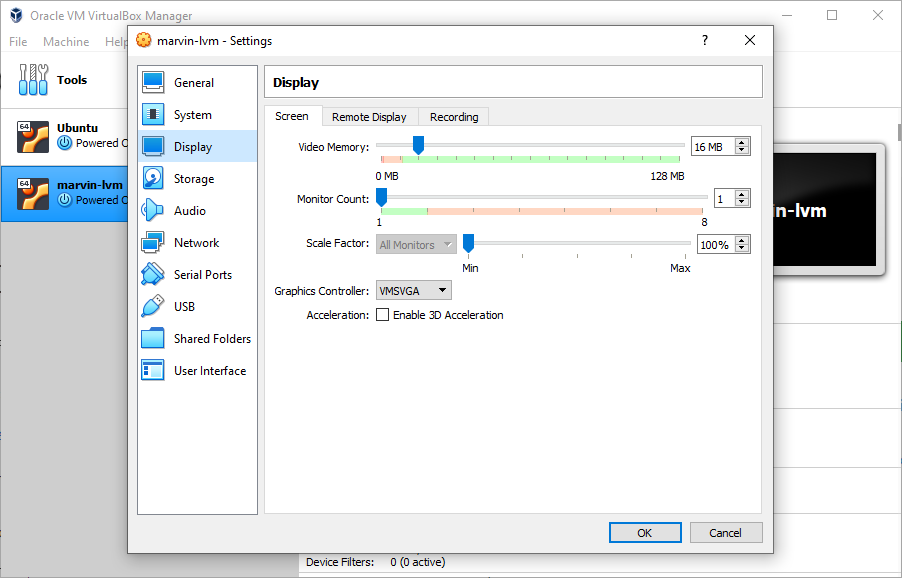 Oracle VM VirtualBox Manager
File Machine Help
Tools
64
Ubuntu
Powered O
64
marvin-lvm
Powered O
marvin-lvm - Settings
?
General
System
Display
Storage
Audio
Network
Serial Ports
USB
Shared Folders
User Interface
Display
Screen Remote Display Recording
Video Memory: 16 MB
0 MB 128 MB
Monitor Count: 1
1 8
Scale Factor: All Monitors 100%
Min Max
Graphics Controller: VMSVGA
Acceleration: Enable 3D Acceleration
OK Cancel
in-lvm
Device Filters: 0 (0 active)